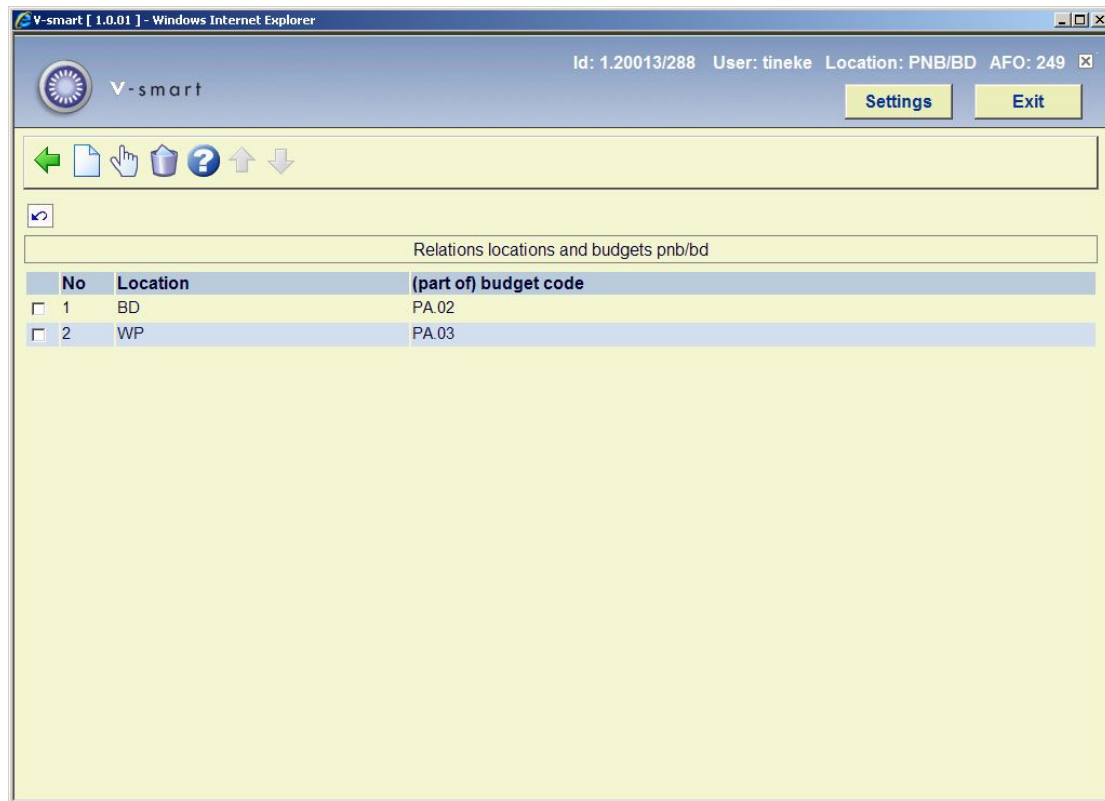 V-smart [ 1.0.01 ] - Windows Internet Explorer
Id: 1.20013/288 User: tineke Location: PNB/BD AFO: 249
V-smart
Settings Exit
?
Relations locations and budgets pnb/bd
No Location (part of) budget code
1 BD PA.02
2 WP PA.03